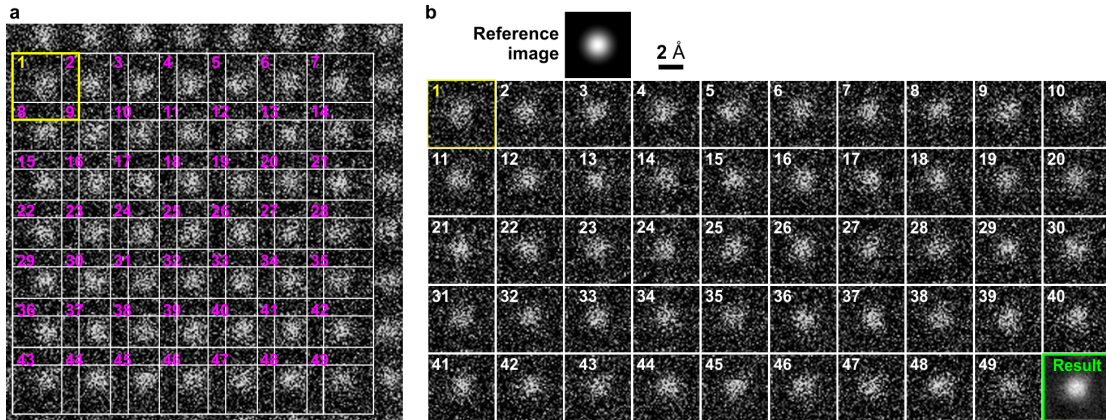 a
1 2 3 4 5 6 7
8 9 10 11 12 13 14
15 16 17 18 19 20 21
22 23 24 25 26 27 28
29 30 31 32 33 34 35
36 37 38 39 40 41 42
43 44 45 46 47 48 49
b
Reference
image
2 Å
1 2 3 4 5 6 7 8 9 10
11 12 13 14 15 16 17 18 19 20
21 22 23 24 25 26 27 28 29 30
31 32 33 34 35 36 37 38 39 40
41 42 43 44 45 46 47 48 49 Result